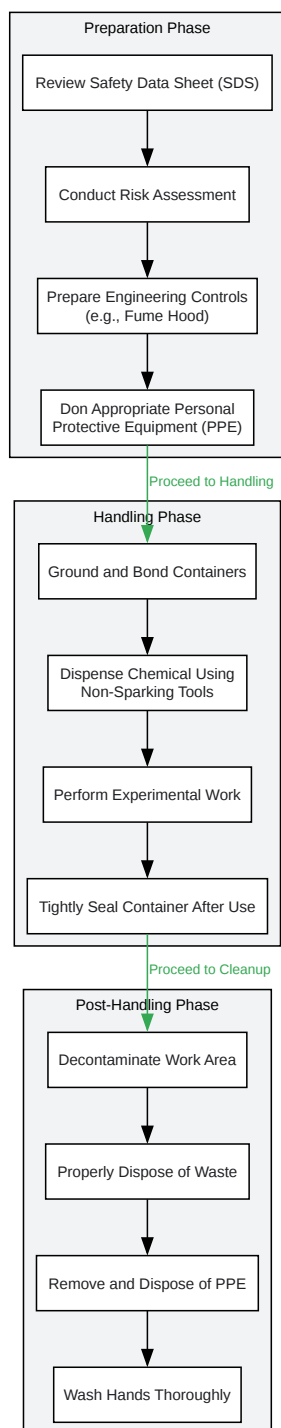 Preparation Phase
Review Safety Data Sheet (SDS)
Conduct Risk Assessment
Prepare Engineering Controls
(e.g., Fume Hood)
Don Appropriate Personal
Protective Equipment (PPE)
Proceed to Handling
Handling Phase
Ground and Bond Containers
Dispense Chemical Using
Non-Sparking Tools
Perform Experimental Work
Tightly Seal Container After Use
Proceed to Cleanup
Post-Handling Phase
Decontaminate Work Area
Properly Dispose of Waste
Remove and Dispose of PPE
Wash Hands Thoroughly